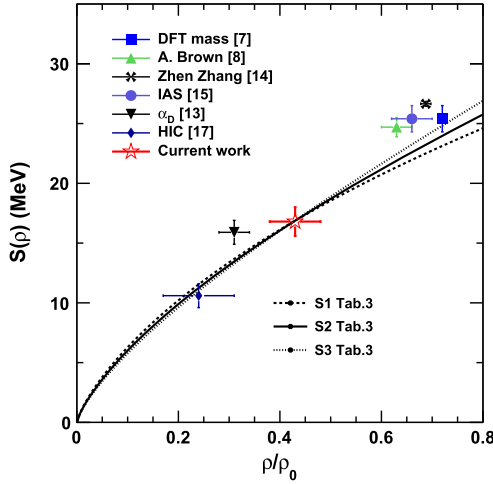 30
20
10
0
S(ρ) (MeV)
DFT mass [7]
A. Brown [8]
Zhen Zhang [14]
IAS [15]
αD [13]
HIC [17]
Current work
S1 Tab.3
S2 Tab.3
S3 Tab.3
0 0.2 0.4 0.6 0.8
ρ/ρ0